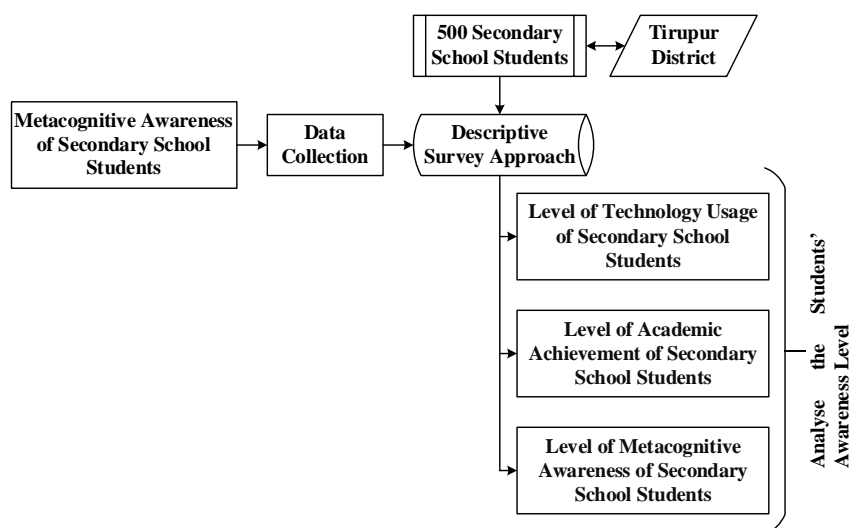 500 Secondary
School Students
Tirupur
District
Metacognitive Awareness
of Secondary School
Students
Data
Collection
Descriptive
Survey Approach
Level of Technology Usage
of Secondary School
Students
Level of Academic
Achievement of Secondary
School Students
Level of Metacognitive
Awareness of Secondary
School Students
Analyse the Students’
Awareness Level